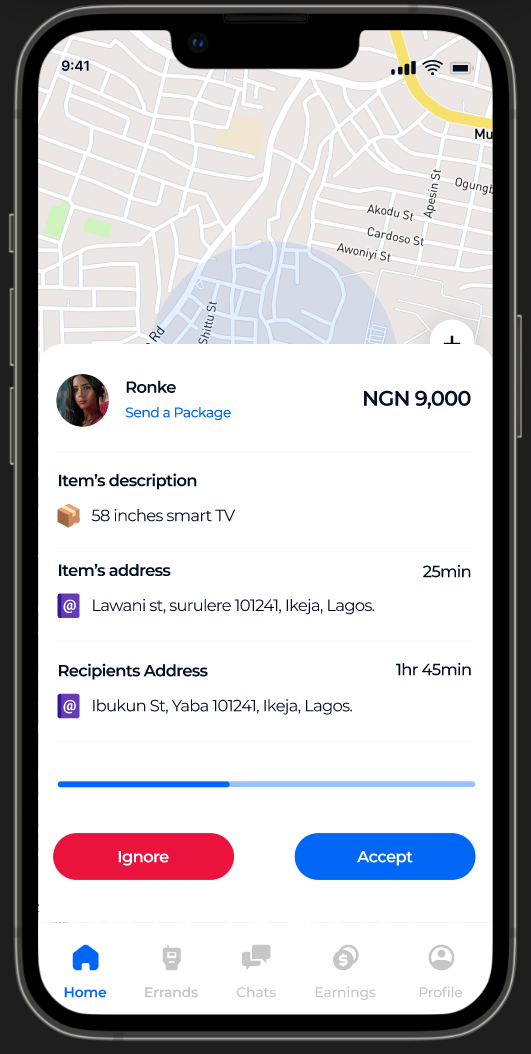 9:41
Mu
Apesin St
Ogungb
Akodu St
Cardoso St
Awoniyi St
Shittu St
Rd
Ronke
NGN 9,000
Send a Package
Item's description
58 inches smart TV
Item's address
25min
@
Lawani st, surulere 101241, Ikeja, Lagos.
Recipients Address
1hr 45min
@
Ibukun St, Yaba 101241, Ikeja, Lagos.
Ignore
Accept
Home
Errands
Chats
Earnings
Profile